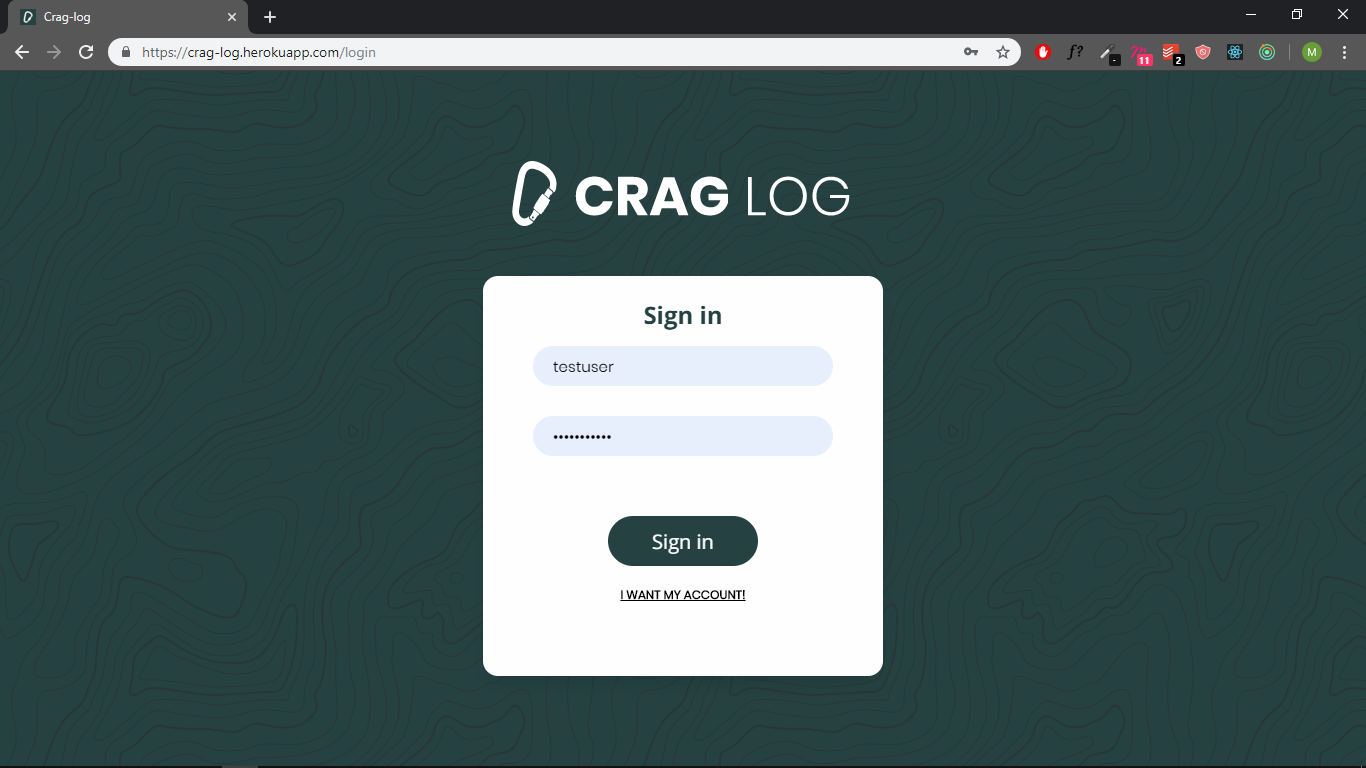 Crag-log
https://crag-log.herokuapp.com/login
f?
-
11
2
M
CRAG LOG
Sign in
testuser
•••••••••••
Sign in
I WANT MY ACCOUNT!